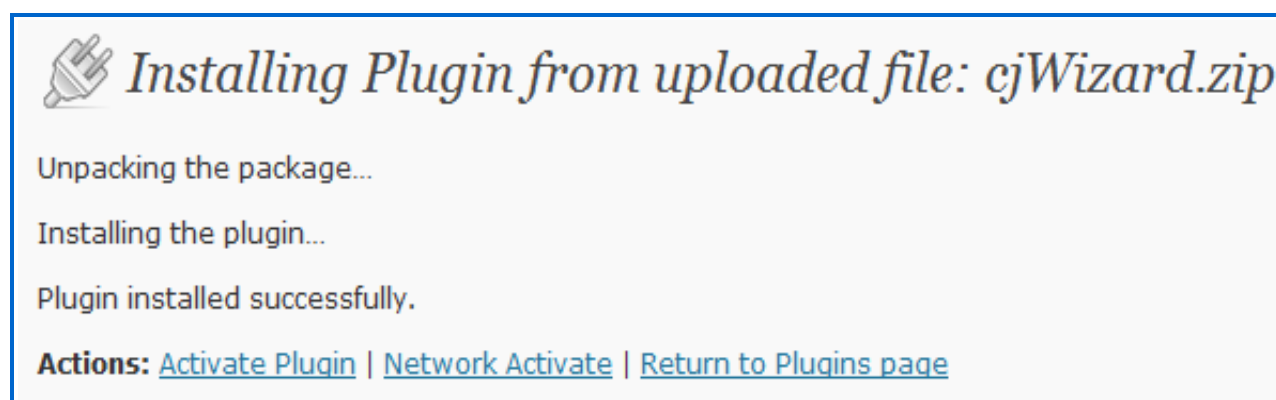 Installing Plugin from uploaded file: cjWizard.zip
Unpacking the package…
Installing the plugin…
Plugin installed successfully.
Actions: Activate Plugin | Network Activate | Return to Plugins page